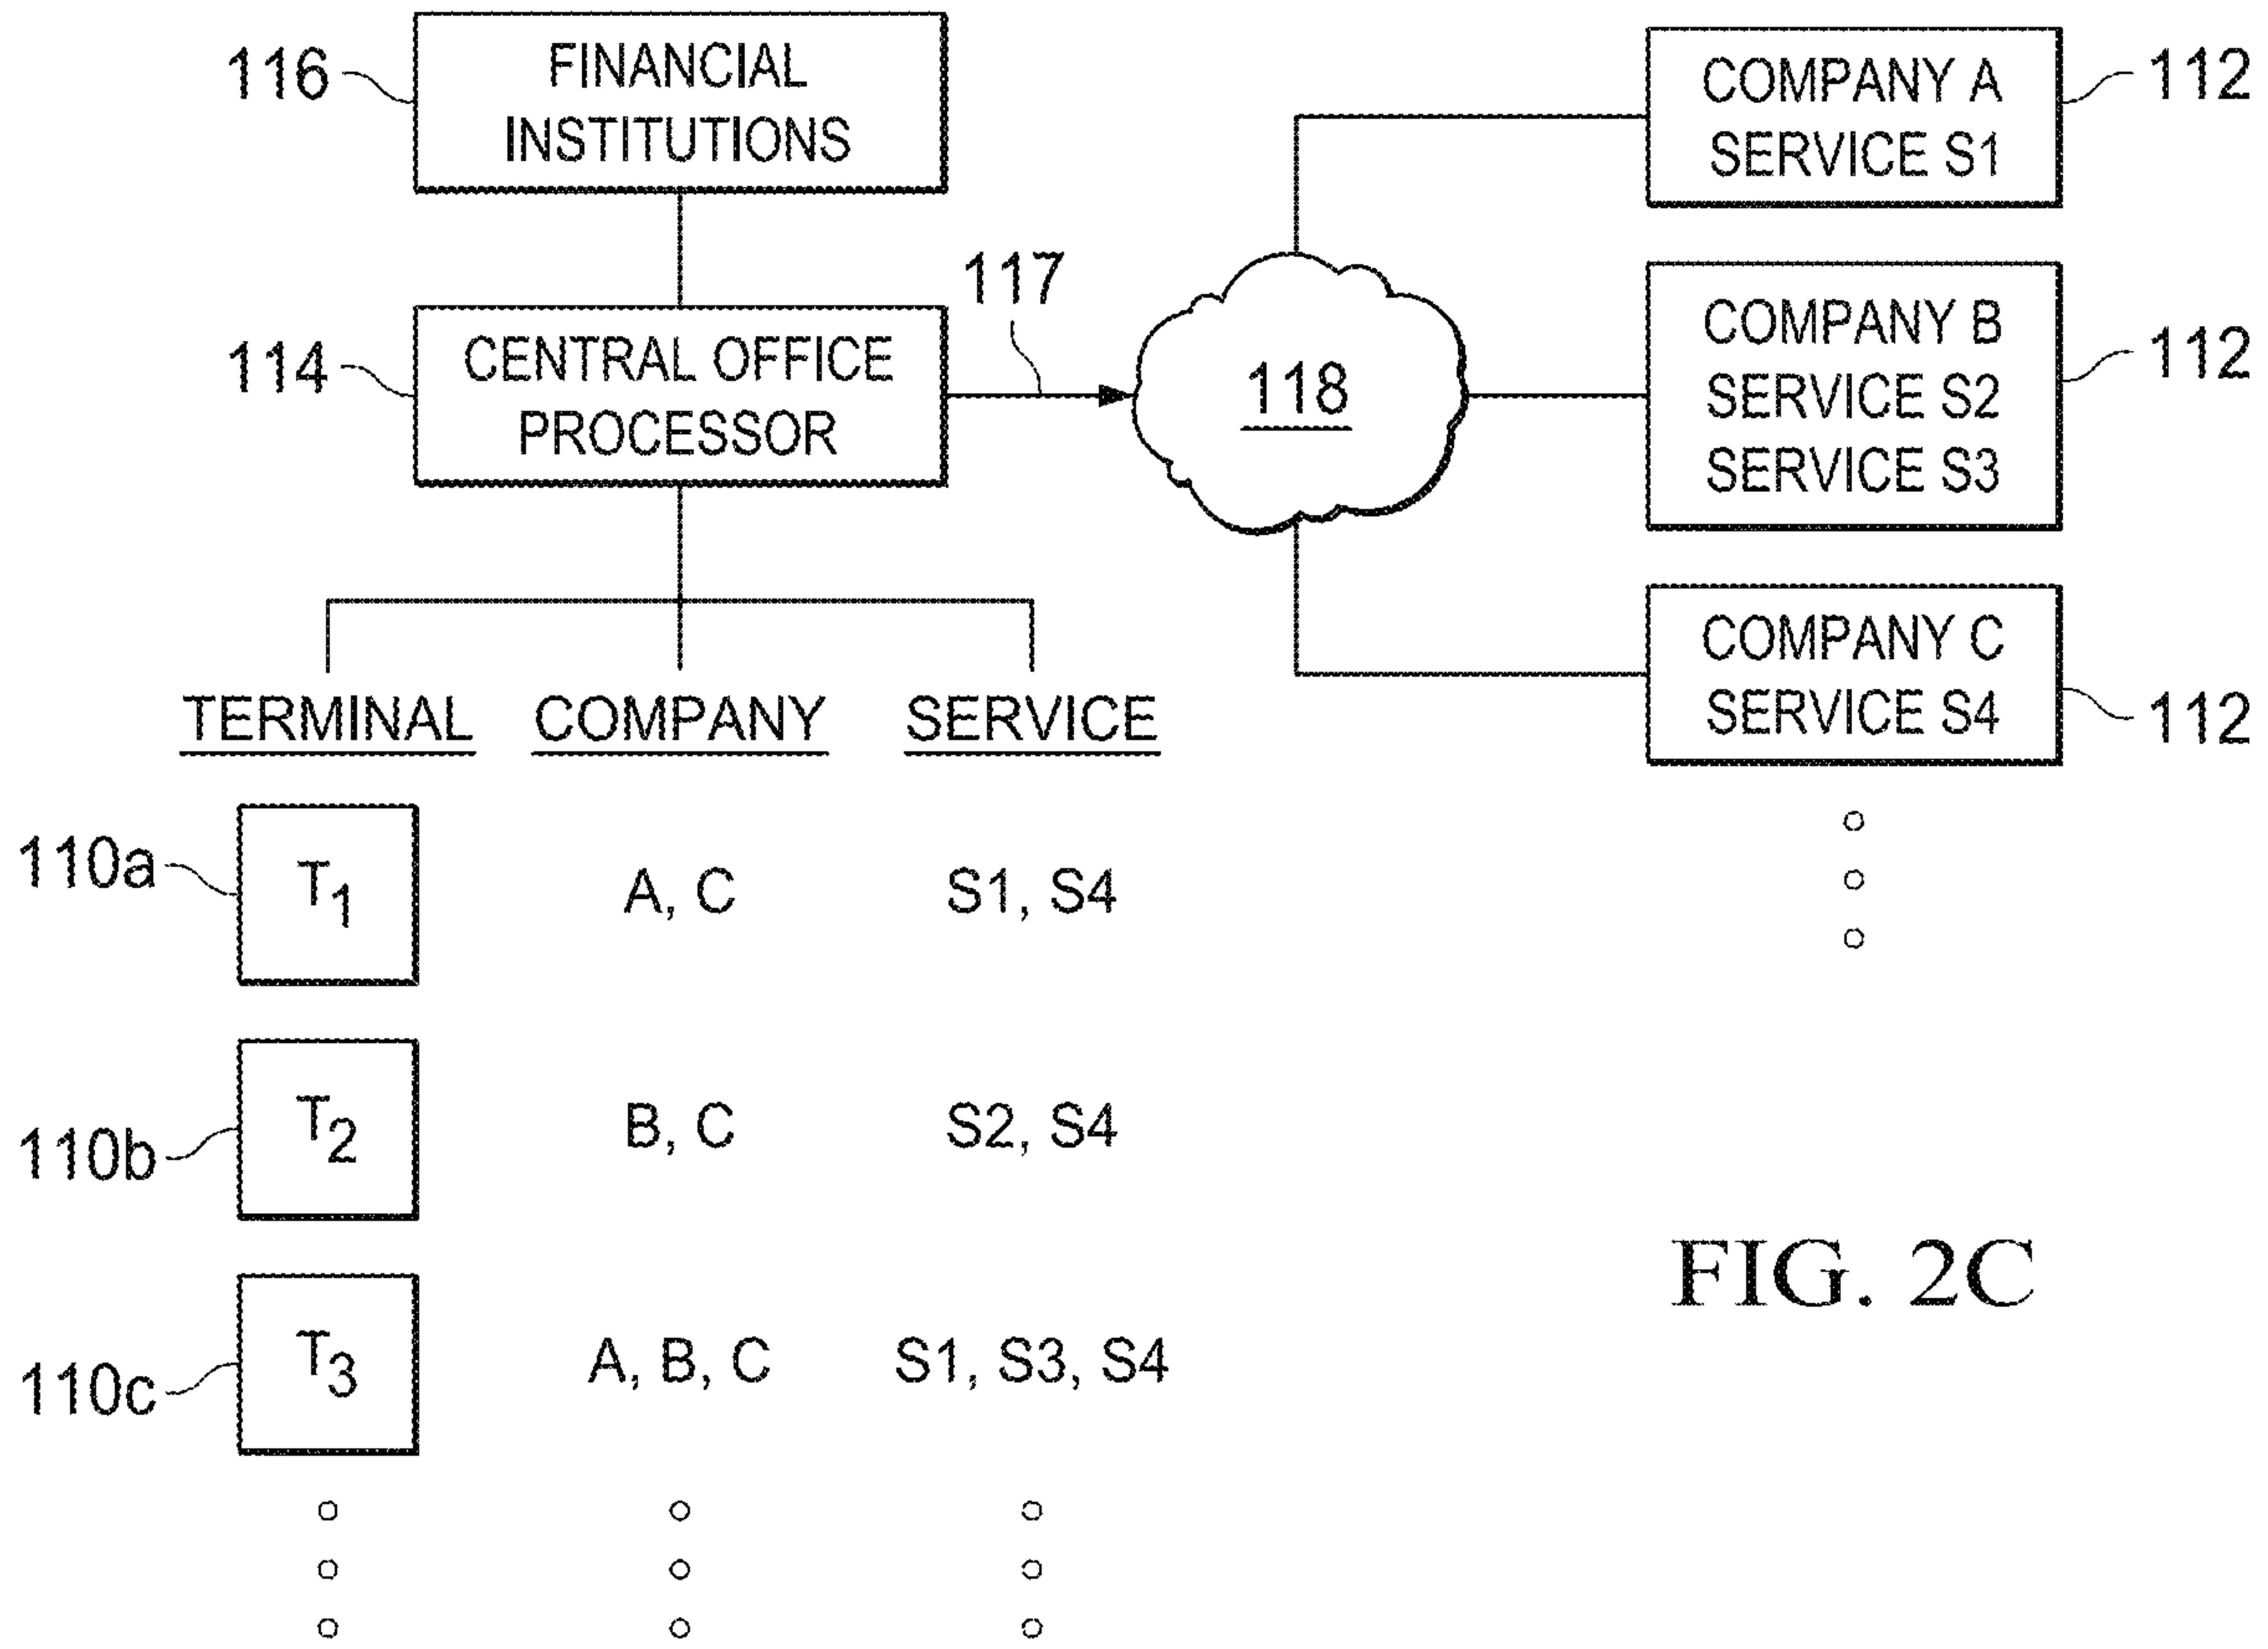 116
FINANCIAL
INSTITUTIONS
114
CENTRAL OFFICE
PROCESSOR
117
118
COMPANY A
SERVICE S1
112
COMPANY B
SERVICE S2
SERVICE S3
112
COMPANY C
SERVICE S4
112
TERMINAL COMPANY SERVICE
110a T1 A, C S1, S4
110b T2 B, C S2, S4
110c T3 A, B, C S1, S3, S4
FIG. 2C